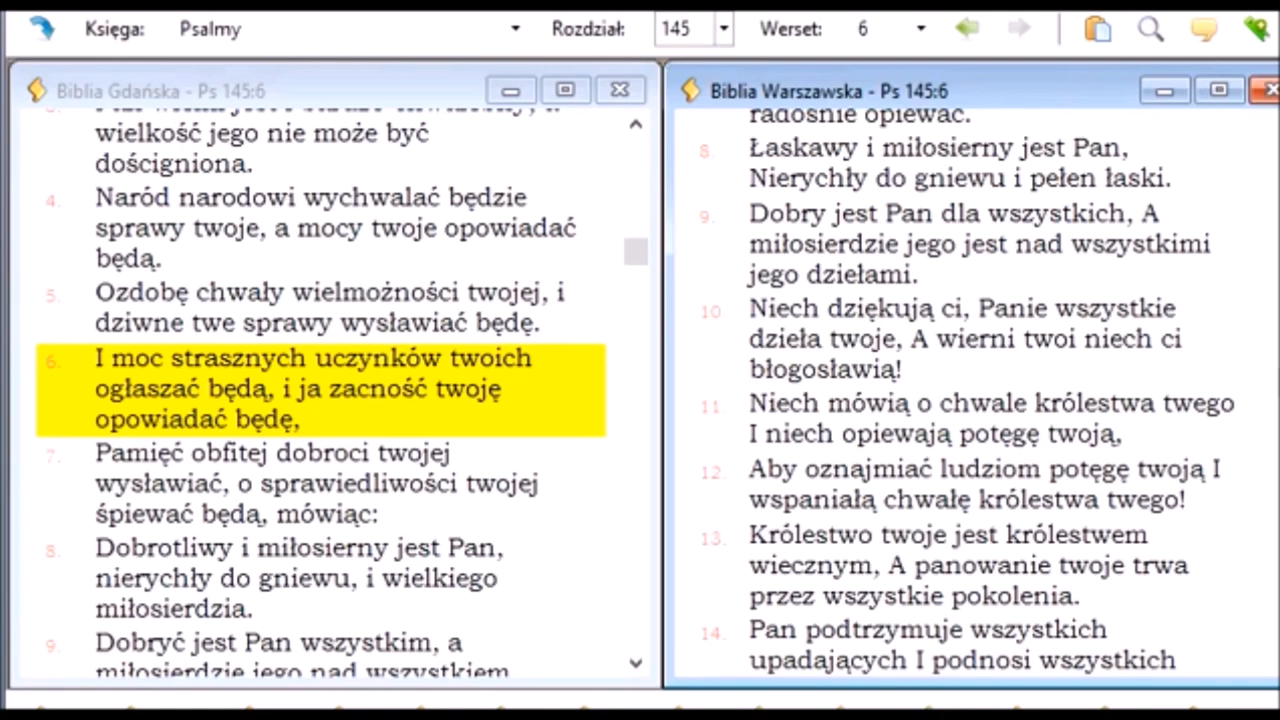 Księga: Psalmy Rozdział: 145 Werset: 6
Biblia Gdańska - Ps 145:6
wielkość jego nie może być
doścигniona.
4. Naród narodowi wychwalać będzie
sprawy twoje, a mocy twoje opowiadać
będą.
5. Ozdobę chwały wielmożności twojej, i
dziwne twe sprawy wysławiać będę.
6. I moc strasznych uczynków twoich
ogłaszać będą, i ja zacność twoję
opowiadać będę,
7. Pamięć obfitej dobroci twojej
wysławiać, o sprawiedliwości twojej
śpiewać będą, mówiąc:
8. Dobrotliwy i miłosierny jest Pan,
nierychły do gniewu, i wielkiego
miłosierdzia.
9. Dobryć jest Pan wszystkim, a
miłosierdzie jego nad wszystkiem
Biblia Warszawska - Ps 145:6
radośnie opiewać.
8. Łaskawy i miłosierny jest Pan,
Nierychły do gniewu i pełen łaski.
9. Dobry jest Pan dla wszystkich, A
miłosierdzie jego jest nad wszystkimi
jego dziełami.
10. Niech dziękują ci, Panie wszystkie
dzieła twoje, A wierni twoi niech ci
błogosławią!
11. Niech mówią o chwale królestwa twego
I niech opiewają potęgę twoją,
12. Aby oznajmiać ludziom potęgę twoją I
wspaniałą chwałę królestwa twego!
13. Królestwo twoje jest królestwem
wiecznym, A panowanie twoje trwa
przez wszystkie pokolenia.
14. Pan podtrzymuje wszystkich
upadających I podnosi wszystkich